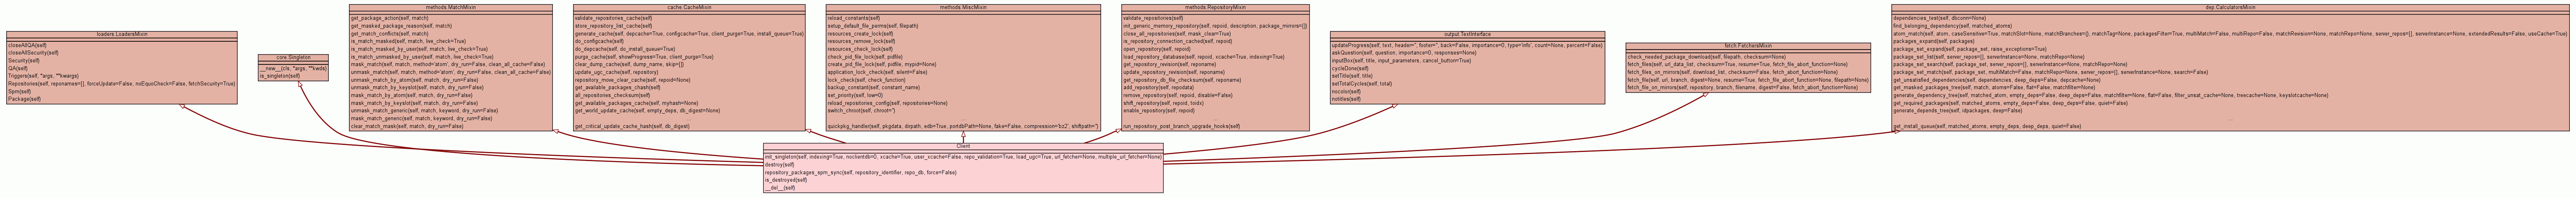 loaders.LoadersMixin
closeAllQA(self)
closeAllSecurity(self)
Security(self)
QA(self)
Triggers(self, *args, **kwargs)
Repositories(self, reponames=[], forceUpdate=False, noEquoCheck=False, fetchSecurity=True)
Spm(self)
Package(self)
core.Singleton
__new__(cls, *args, **kwds)
is_singleton(self)
methods.MatchMixin
get_package_action(self, match)
get_masked_package_reason(self, match)
get_match_conflicts(self, match)
is_match_masked(self, match, live_check=True)
is_match_masked_by_user(self, match, live_check=True)
is_match_unmasked_by_user(self, match, live_check=True)
mask_match(self, match, method='atom', dry_run=False, clean_all_cache=False)
unmask_match(self, match, method='atom', dry_run=False, clean_all_cache=False)
unmask_match_by_atom(self, match, dry_run=False)
unmask_match_by_keyslot(self, match, dry_run=False)
mask_match_by_atom(self, match, dry_run=False)
mask_match_by_keyslot(self, match, dry_run=False)
unmask_match_generic(self, match, keyword, dry_run=False)
mask_match_generic(self, match, keyword, dry_run=False)
clear_match_mask(self, match, dry_run=False)
cache.CacheMixin
validate_repositories_cache(self)
store_repository_list_cache(self)
generate_cache(self, depcache=True, configcache=True, client_purge=True, install_queue=True)
do_configcache(self)
do_depcache(self, do_install_queue=True)
purge_cache(self, showProgress=True, client_purge=True)
clear_dump_cache(self, dump_name, skip=[])
update_ugc_cache(self, repository)
repository_move_clear_cache(self, repoid=None)
get_available_packages_chash(self)
all_repositories_checksum(self)
get_available_packages_cache(self, myhash=None)
get_world_update_cache(self, empty_deps, db_digest=None)
...
get_critical_update_cache_hash(self, db_digest)
methods.MiscMixin
reload_constants(self)
setup_default_file_perms(self, filepath)
resources_create_lock(self)
resources_remove_lock(self)
resources_check_lock(self)
check_pid_file_lock(self, pidfile)
create_pid_file_lock(self, pidfile, mypid=None)
application_lock_check(self, silent=False)
lock_check(self, check_function)
backup_constant(self, constant_name)
set_priority(self, low=0)
reload_repositories_config(self, repositories=None)
switch_chroot(self, chroot='')
...
quickpkg_handler(self, pkgdata, dirpath, edb=True, portdbPath=None, fake=False, compression='bz2', shiftpath='')
methods.RepositoryMixin
validate_repositories(self)
init_generic_memory_repository(self, repoid, description, package_mirrors=[])
close_all_repositories(self, mask_clear=True)
is_repository_connection_cached(self, repoid)
open_repository(self, repoid)
load_repository_database(self, repoid, xcache=True, indexing=True)
get_repository_revision(self, reponame)
update_repository_revision(self, reponame)
get_repository_db_file_checksum(self, reponame)
add_repository(self, repodata)
remove_repository(self, repoid, disable=False)
shift_repository(self, repoid, toidx)
enable_repository(self, repoid)
...
run_repository_post_branch_upgrade_hooks(self)
output.TextInterface
updateProgress(self, text, header='', footer='', back=False, importance=0, type='info', count=None, percent=False)
askQuestion(self, question, importance=0, responses=None)
inputBox(self, title, input_parameters, cancel_button=True)
cycleDone(self)
setTitle(self, title)
setTotalCycles(self, total)
nocolor(self)
notitles(self)
fetch.FetchersMixin
check_needed_package_download(self, filepath, checksum=None)
fetch_files(self, url_data_list, checksum=True, resume=True, fetch_file_abort_function=None)
fetch_files_on_mirrors(self, download_list, checksum=False, fetch_abort_function=None)
fetch_file(self, url, branch, digest=None, resume=True, fetch_file_abort_function=None, filepath=None)
fetch_file_on_mirrors(self, repository, branch, filename, digest=False, fetch_abort_function=None)
dep.CalculatorsMixin
dependencies_test(self, dbconn=None)
find_belonging_dependency(self, matched_atoms)
atom_match(self, atom, caseSensitive=True, matchSlot=None, matchBranches=(), matchTag=None, packagesFilter=True, multiMatch=False, multiRepo=False, matchRevision=None, matchRepo=None, server_repos=[], serverInstance=None, extendedResults=False, useCache=True)
packages_expand(self, packages)
package_set_expand(self, package_set, raise_exceptions=True)
package_set_list(self, server_repos=[], serverInstance=None, matchRepo=None)
package_set_search(self, package_set, server_repos=[], serverInstance=None, matchRepo=None)
package_set_match(self, package_set, multiMatch=False, matchRepo=None, server_repos=[], serverInstance=None, search=False)
get_unsatisfied_dependencies(self, dependencies, deep_deps=False, depcache=None)
get_masked_packages_tree(self, match, atoms=False, flat=False, matchfilter=None)
generate_dependency_tree(self, matched_atom, empty_deps=False, deep_deps=False, matchfilter=None, flat=False, filter_unsat_cache=None, treecache=None, keyslotcache=None)
get_required_packages(self, matched_atoms, empty_deps=False, deep_deps=False, quiet=False)
generate_depends_tree(self, idpackages, deep=False)
...
get_install_queue(self, matched_atoms, empty_deps, deep_deps, quiet=False)
Client
init_singleton(self, indexing=True, noclientdb=0, xcache=True, user_xcache=False, repo_validation=True, load_ugc=True, url_fetcher=None, multiple_url_fetcher=None)
destroy(self)
repository_packages_spm_sync(self, repository_identifier, repo_db, force=False)
is_destroyed(self)
__del__(self)